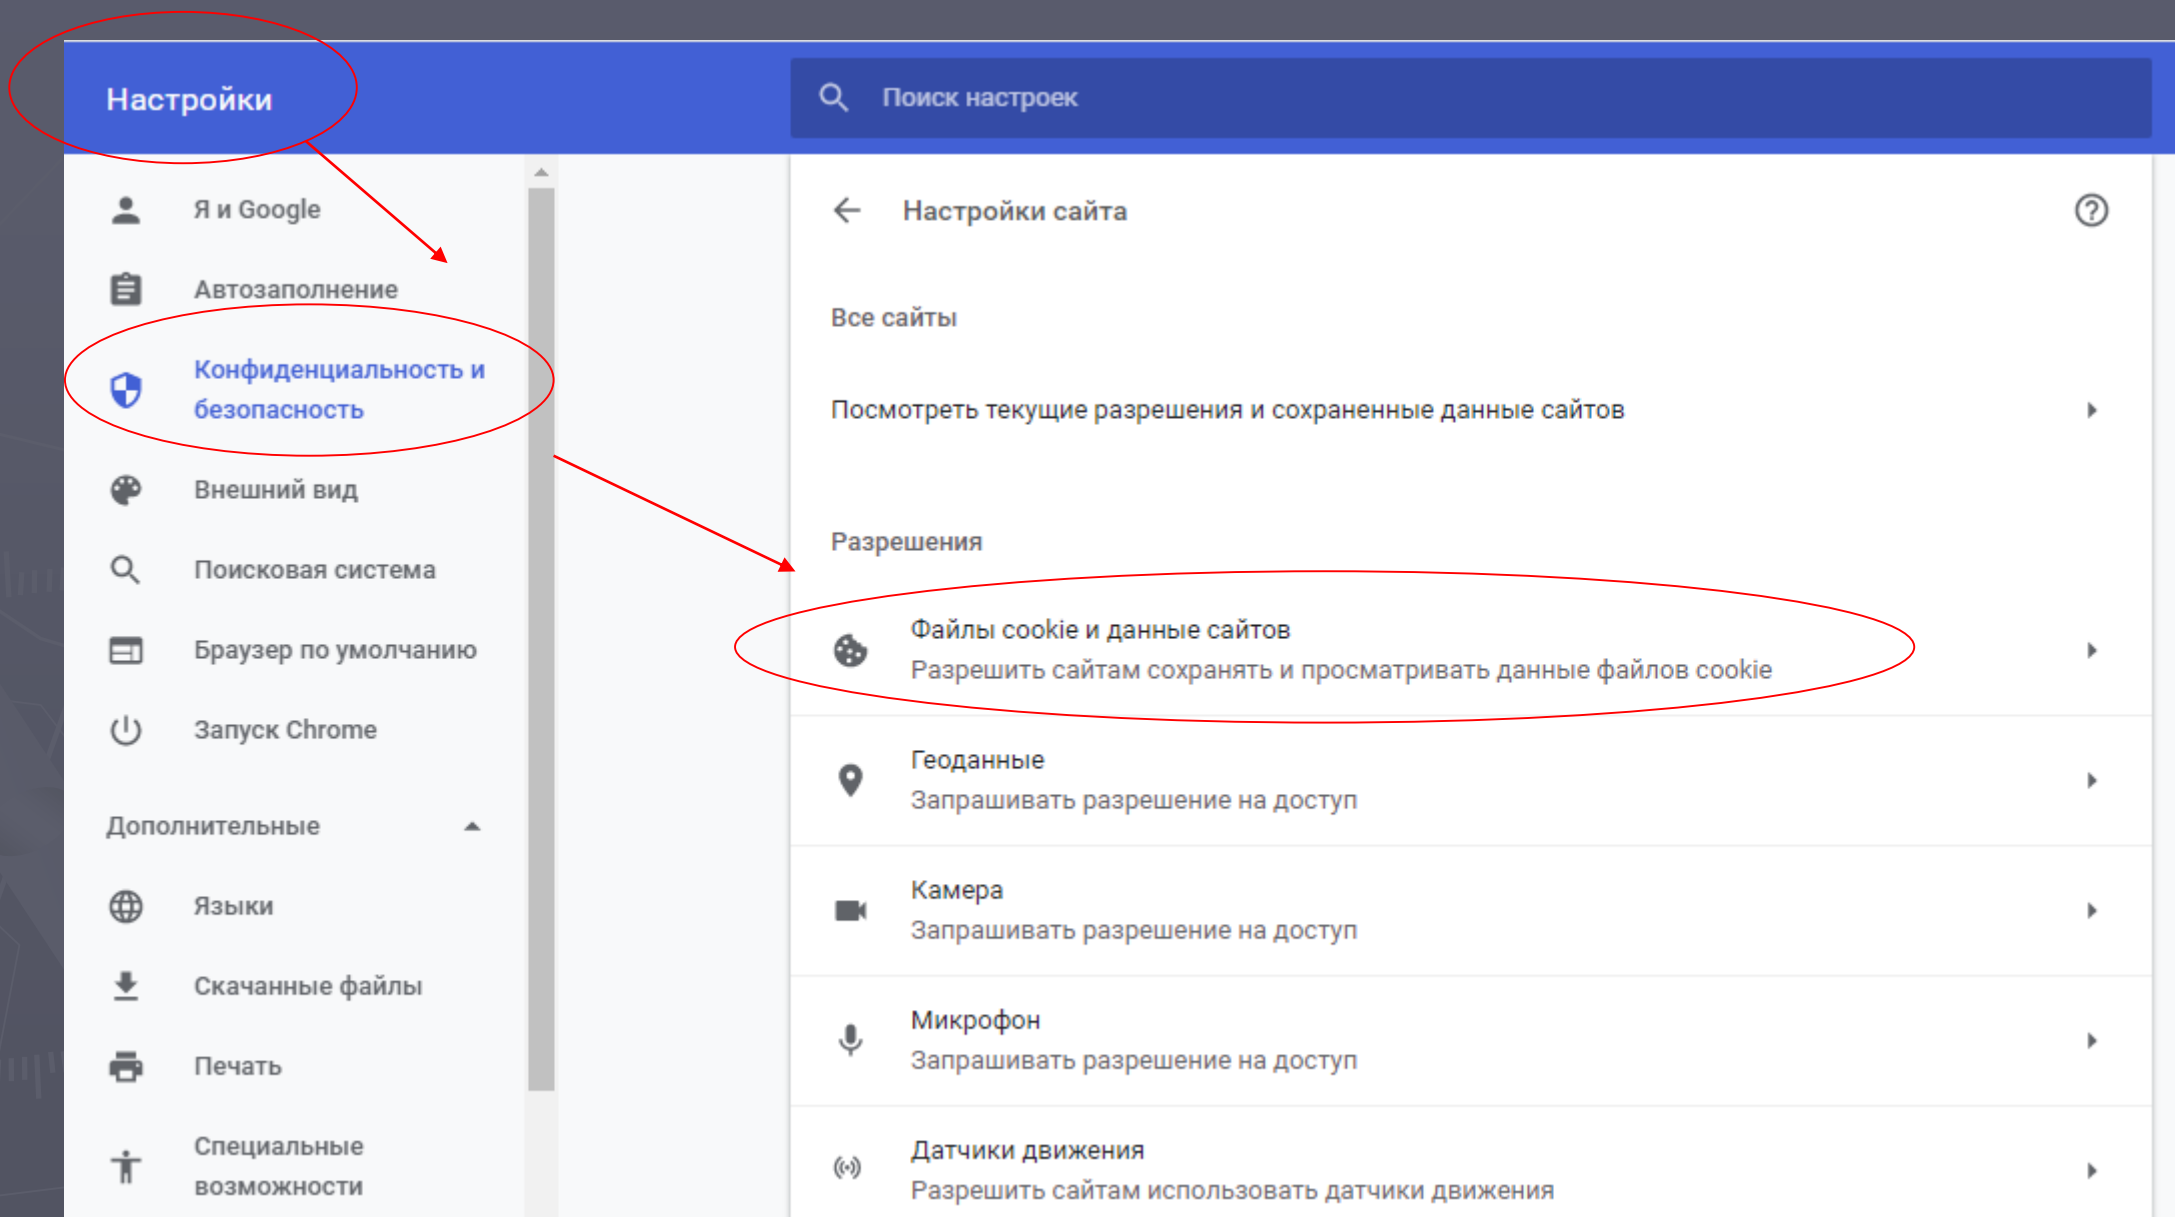 Настройки
Поиск настроек
Я и Google
Автозаполнение
Конфиденциальность и
безопасность
Внешний вид
Поисковая система
Браузер по умолчанию
Запуск Chrome
Дополнительные
Языки
Скачанные файлы
Печать
Специальные
возможности
Настройки сайта
Все сайты
Посмотреть текущие разрешения и сохраненные данные сайтов
Разрешения
Файлы cookie и данные сайтов
Разрешить сайтам сохранять и просматривать данные файлов cookie
Геоданные
Запрашивать разрешение на доступ
Камера
Запрашивать разрешение на доступ
Микрофон
Запрашивать разрешение на доступ
Датчики движения
Разрешить сайтам использовать датчики движения